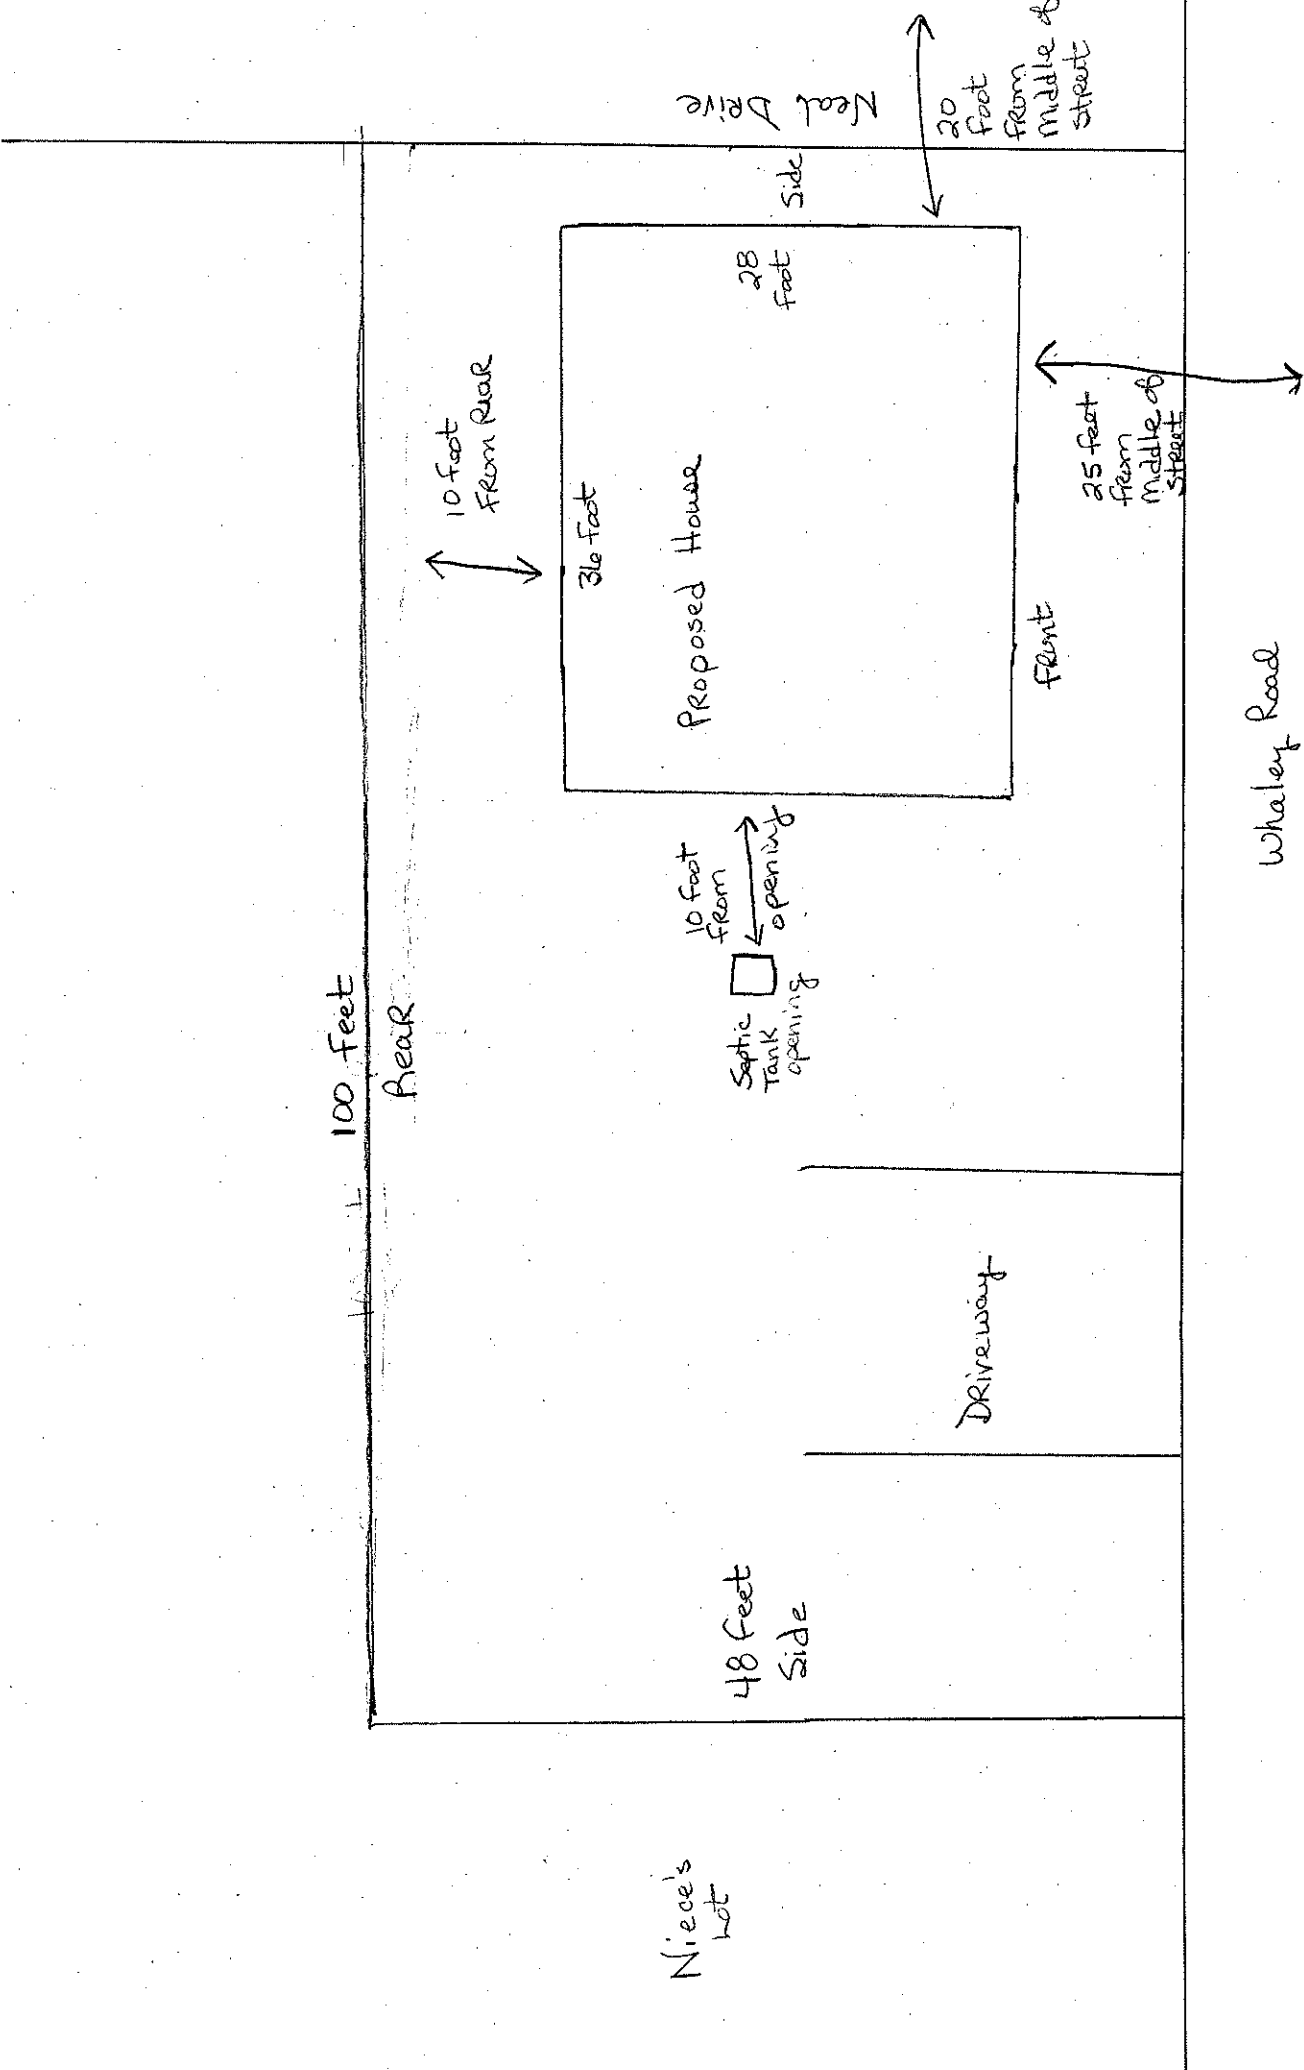 Niece's
Lot
48 feet
Side
100 Feet
Rear
10 foot
From Rear
36 foot
Proposed House
28
foot
Side
Neal Drive
20
foot
from
middle of
street
Septic
Tank
opening
10 foot
from
opening
Front
25 feet
from
middle of
street
Driveway
Whaley Road